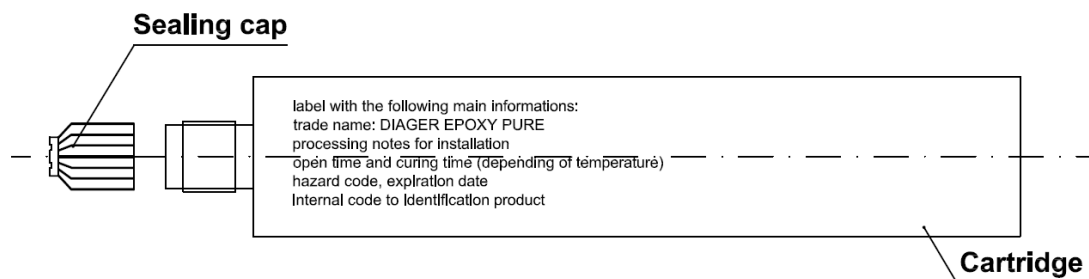 Sealing cap
label with the following main informations:
trade name: DIAGER EPOXY PURE
processing notes for installation
open time and curing time (depending of temperature)
hazard code, expiration date
Internal code to identification product
Cartridge